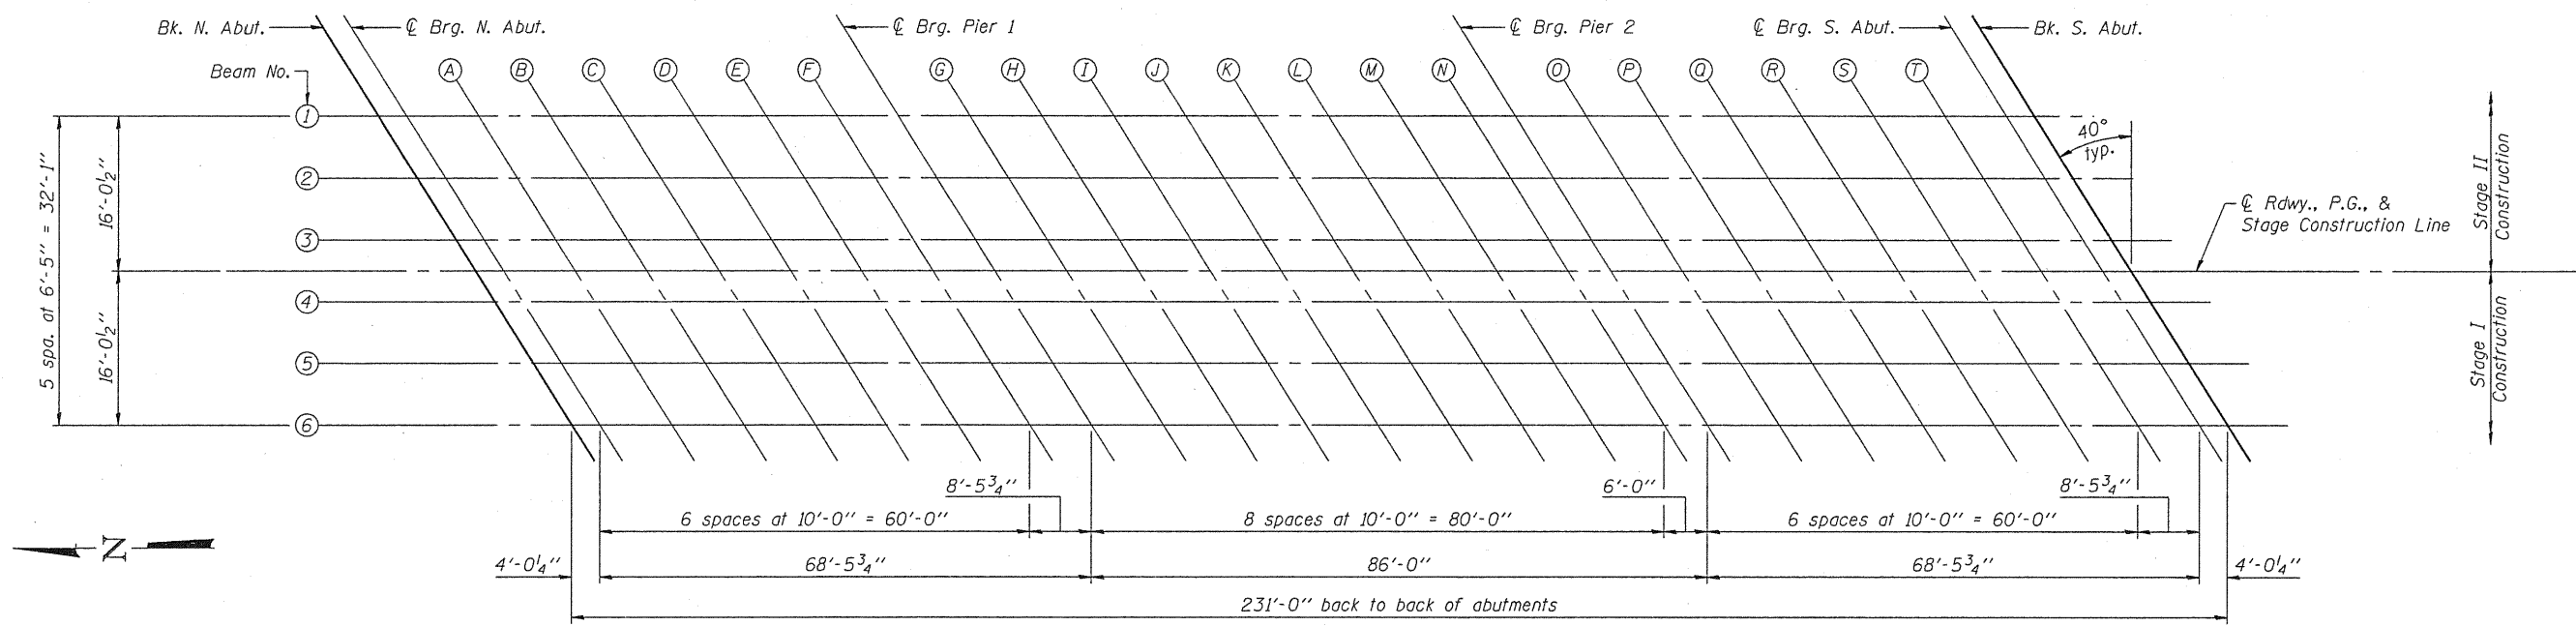 Bk. N. Abut.
℄ Brg. N. Abut.
℄ Brg. Pier 1
℄ Brg. Pier 2
℄ Brg. S. Abut.
Bk. S. Abut.
Beam No.
A B C D E F G H I J K L M N O P Q R S T
1
2
3
4
5
6
5 spa. at 6'-5" = 32'-1"
16'-0½"
16'-0½"
40°
typ.
℄ Rdwy., P.G., &
Stage Construction Line
Stage II
Construction
Stage I
Construction
8'-5¾"
6'-0"
8'-5¾"
6 spaces at 10'-0" = 60'-0"
8 spaces at 10'-0" = 80'-0"
6 spaces at 10'-0" = 60'-0"
N
4'-0¼"
68'-5¾"
86'-0"
68'-5¾"
4'-0¼"
231'-0" back to back of abutments